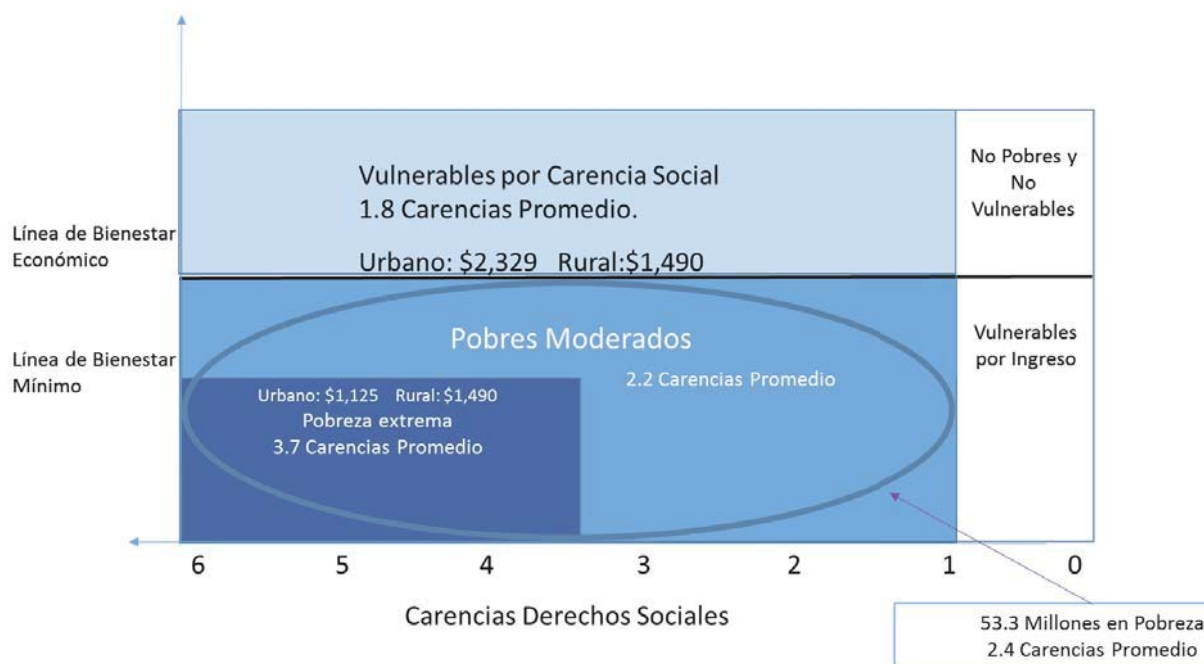 Vulnerables por Carencia Social
1.8 Carencias Promedio.
Urbano: $2,329 Rural:$1,490
No Pobres y
No
Vulnerables
Línea de Bienestar
Económico
Pobres Moderados
2.2 Carencias Promedio
Vulnerables
por Ingreso
Línea de Bienestar
Mínimo
Urbano: $1,125 Rural: $1,490
Pobreza extrema
3.7 Carencias Promedio
6 5 4 3 2 1 0
Carencias Derechos Sociales
53.3 Millones en Pobreza
2.4 Carencias Promedio